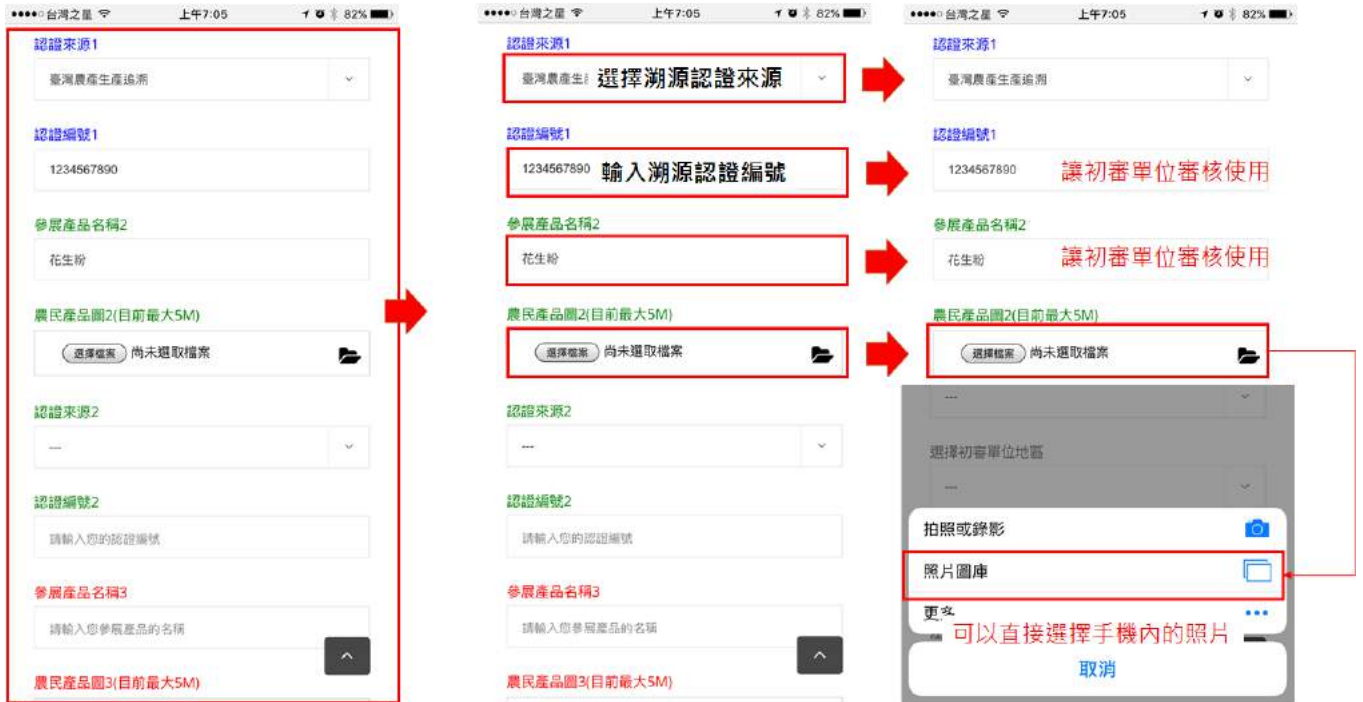 台灣之星 上午7:05 82%
認證來源1
臺灣農產生產追溯
認證編號1
1234567890
參展產品名稱2
花生粉
農民產品圖2(目前最大5M)
選擇檔案 尚未選取檔案
認證來源2
---
認證編號2
請輸入您的認證編號
參展產品名稱3
請輸入您參展產品的名稱
農民產品圖3(目前最大5M)
台灣之星 上午7:05 82%
認證來源1
臺灣農產生 選擇溯源認證來源
認證編號1
1234567890 輸入溯源認證編號
參展產品名稱2
花生粉
農民產品圖2(目前最大5M)
選擇檔案 尚未選取檔案
認證來源2
---
認證編號2
請輸入您的認證編號
參展產品名稱3
請輸入您參展產品的名稱
農民產品圖3(目前最大5M)
台灣之星 上午7:05 82%
認證來源1
臺灣農產生產追溯
認證編號1
1234567890 讓初審單位審核使用
參展產品名稱2
花生粉 讓初審單位審核使用
農民產品圖2(目前最大5M)
選擇檔案 尚未選取檔案
---
選擇初審單位地區
---
拍照或錄影
照片圖庫
更多
可以直接選擇手機內的照片
取消